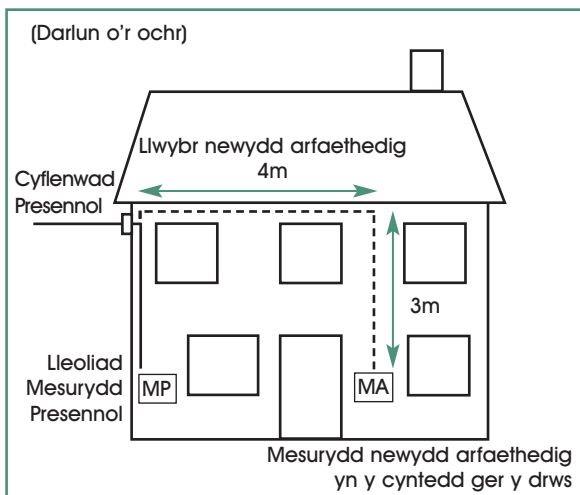 (Darlun o'r ochr)
Llwybr newydd arfaethedig
4m
Cyflenwad
Presennol
3m
Lleoliad
Mesurydd
Presennol
MP
MA
Mesurydd newydd arfaethedig
yn y cyntedd ger y drws